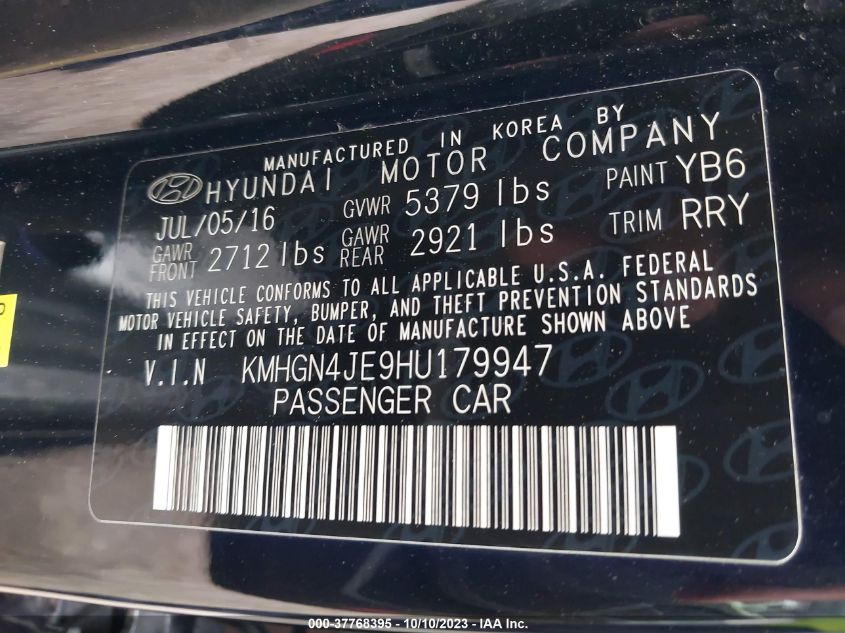 MANUFACTURED IN KOREA BY
HYUNDAI MOTOR COMPANY
JUL/05/16 GVWR 5379 lbs PAINT YB6
GAWR FRONT 2712 lbs GAWR REAR 2921 lbs TRIM RRY
THIS VEHICLE CONFORMS TO ALL APPLICABLE U.S.A. FEDERAL
MOTOR VEHICLE SAFETY, BUMPER, AND THEFT PREVENTION STANDARDS
IN EFFECT ON THE DATE OF MANUFACTURE SHOWN ABOVE
V.I.N KMHGN4JE9HU179947
PASSENGER CAR
000-37768395 - 10/10/2023 - IAA Inc.